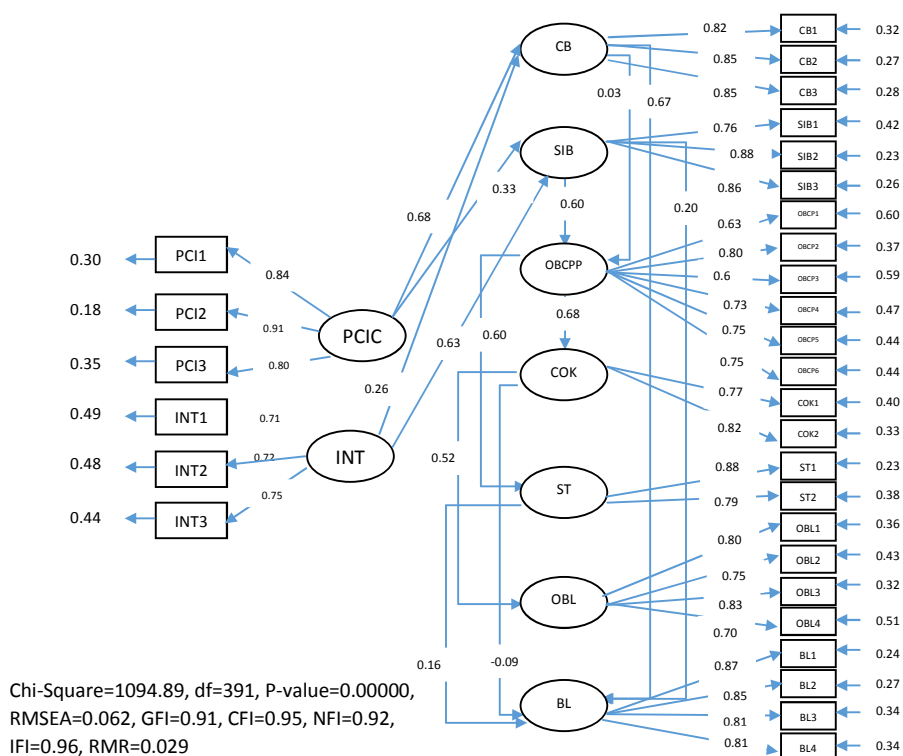 0.82 CB1 0.32
CB
0.85 CB2 0.27
0.03 0.67 0.85 CB3 0.28
0.76 SIB1 0.42
SIB 0.88 SIB2 0.23
0.33 0.86 SIB3 0.26
0.68 0.60 0.20 0.63 OBCP1 0.60
0.30 PCI1 0.84 OBCPP 0.80 OBCP2 0.37
0.6 OBCP3 0.59
0.18 PCI2 0.91 0.68 0.73 OBCP4 0.47
PCIC 0.63 0.60 0.75 OBCP5 0.44
0.35 PCI3 0.80 COK 0.75 OBCP6 0.44
0.26 0.77 COK1 0.40
0.49 INT1 0.71 0.82 COK2 0.33
0.48 INT2 0.72 INT 0.52 0.88 ST1 0.23
0.75 ST 0.79 ST2 0.38
0.44 INT3 0.80 OBL1 0.36
0.75 OBL2 0.43
OBL 0.83 OBL3 0.32
0.70 OBL4 0.51
0.16 -0.09 0.87 BL1 0.24
0.85 BL2 0.27
BL 0.81 BL3 0.34
0.81 BL4 0.34
Chi-Square=1094.89, df=391, P-value=0.00000,
RMSEA=0.062, GFI=0.91, CFI=0.95, NFI=0.92,
IFI=0.96, RMR=0.029